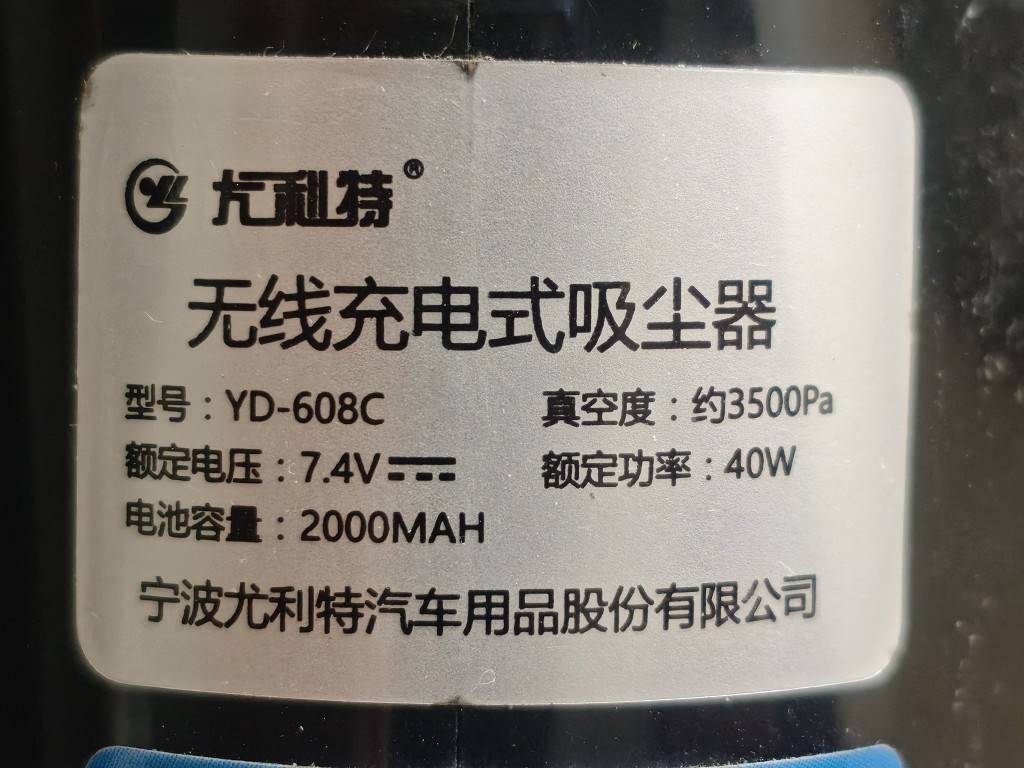 YL 尤利特®
无线充电式吸尘器
型号：YD-608C 真空度：约3500Pa
额定电压：7.4V⎓ 额定功率：40W
电池容量：2000MAH
宁波尤利特汽车用品股份有限公司